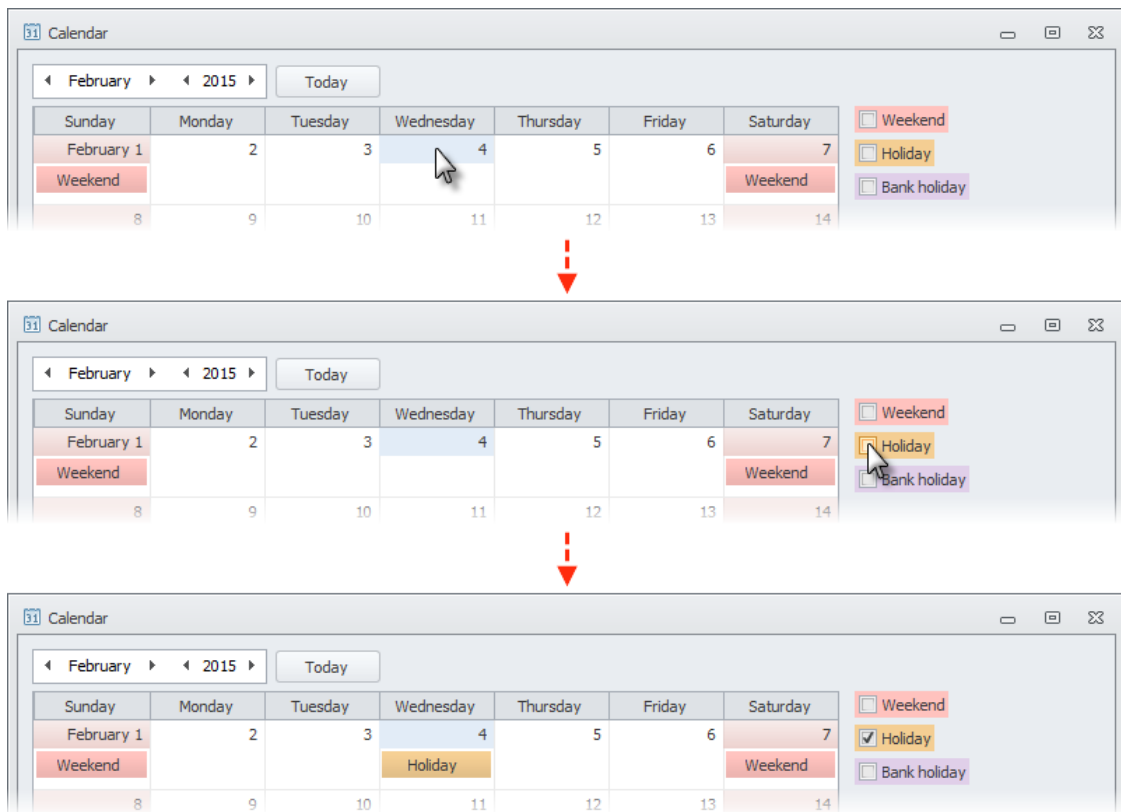 31 Calendar
February 2015 Today
Sunday Monday Tuesday Wednesday Thursday Friday Saturday Weekend
February 1 2 3 4 5 6 7 Holiday
Weekend Weekend Bank holiday
8 9 10 11 12 13 14
31 Calendar
February 2015 Today
Sunday Monday Tuesday Wednesday Thursday Friday Saturday Weekend
February 1 2 3 4 5 6 7 Holiday
Weekend Weekend Bank holiday
8 9 10 11 12 13 14
31 Calendar
February 2015 Today
Sunday Monday Tuesday Wednesday Thursday Friday Saturday Weekend
February 1 2 3 4 5 6 7 Holiday
Weekend Holiday Weekend Bank holiday
8 9 10 11 12 13 14